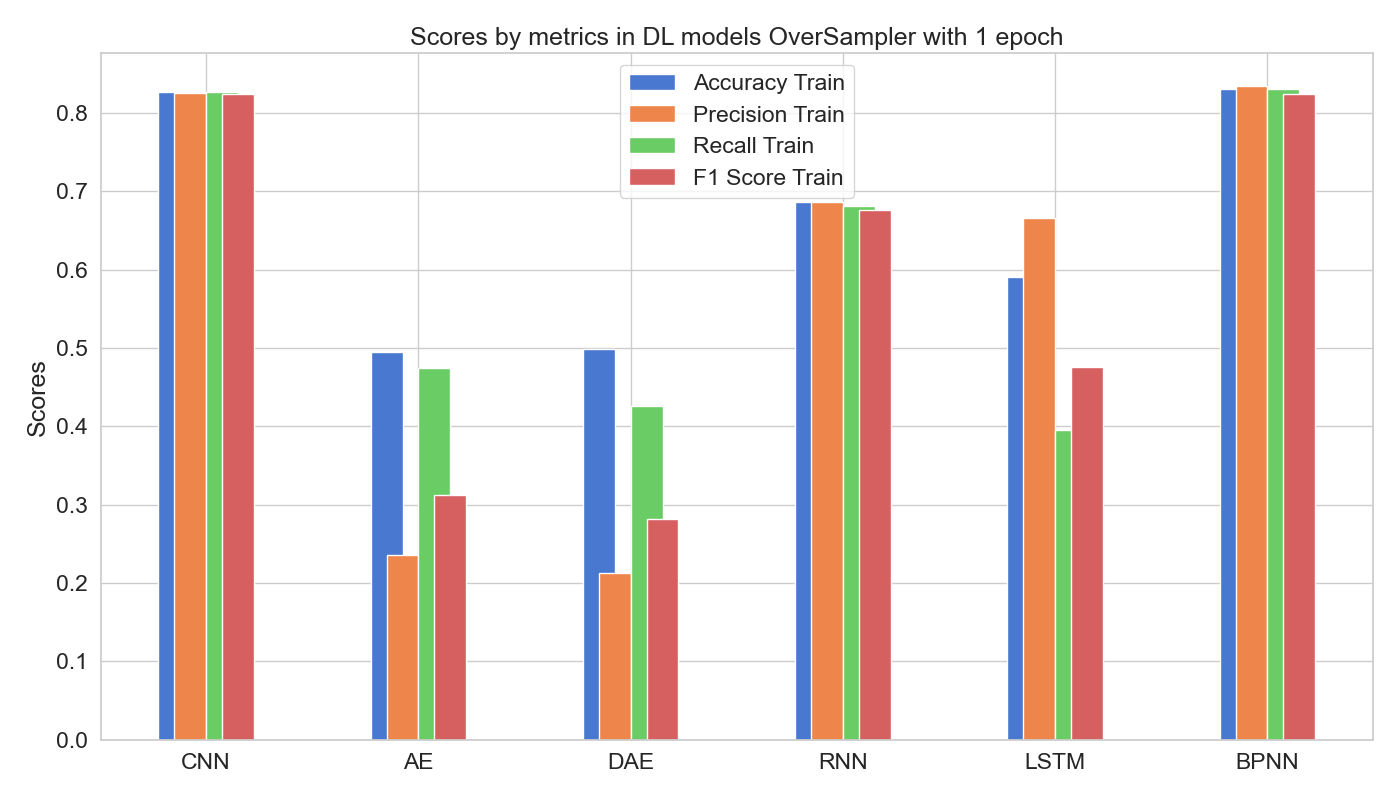 Scores by metrics in DL models OverSampler with 1 epoch
Accuracy Train
Precision Train
Recall Train
F1 Score Train
Scores
0.8
0.7
0.6
0.5
0.4
0.3
0.2
0.1
0.0
CNN AE DAE RNN LSTM BPNN